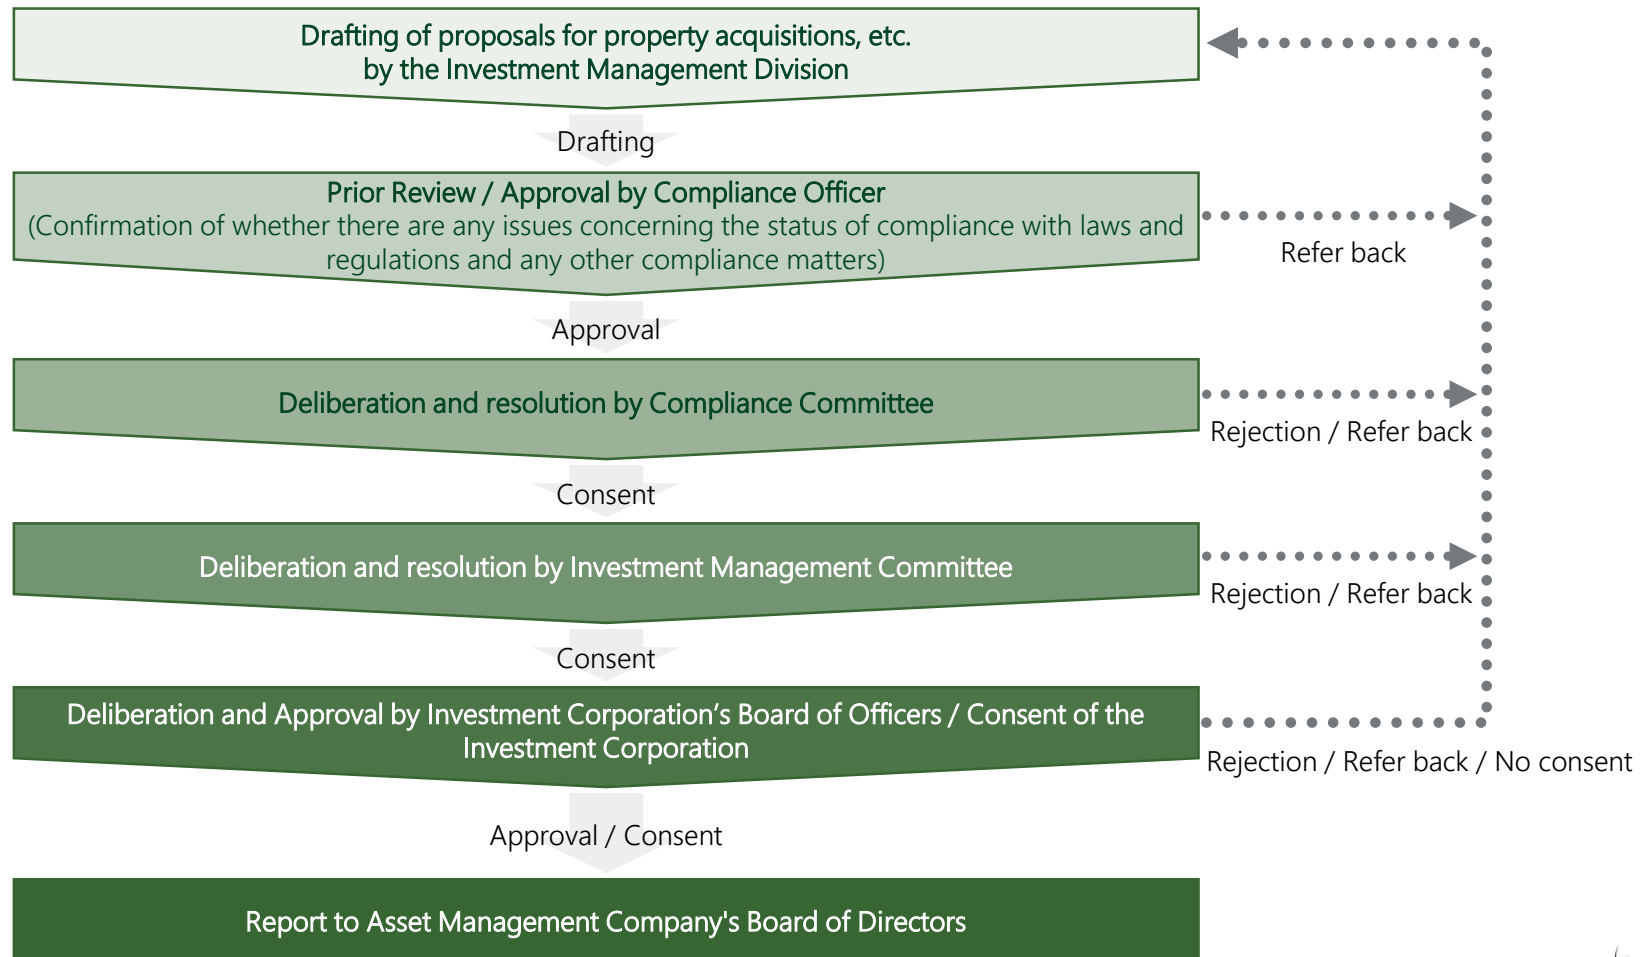 Drafting of proposals for property acquisitions, etc.
by the Investment Management Division
Drafting
Prior Review / Approval by Compliance Officer
(Confirmation of whether there are any issues concerning the status of compliance with laws and
regulations and any other compliance matters)
Refer back
Approval
Deliberation and resolution by Compliance Committee
Rejection / Refer back
Consent
Deliberation and resolution by Investment Management Committee
Rejection / Refer back
Consent
Deliberation and Approval by Investment Corporation’s Board of Officers / Consent of the
Investment Corporation
Rejection / Refer back / No consent
Approval / Consent
Report to Asset Management Company's Board of Directors